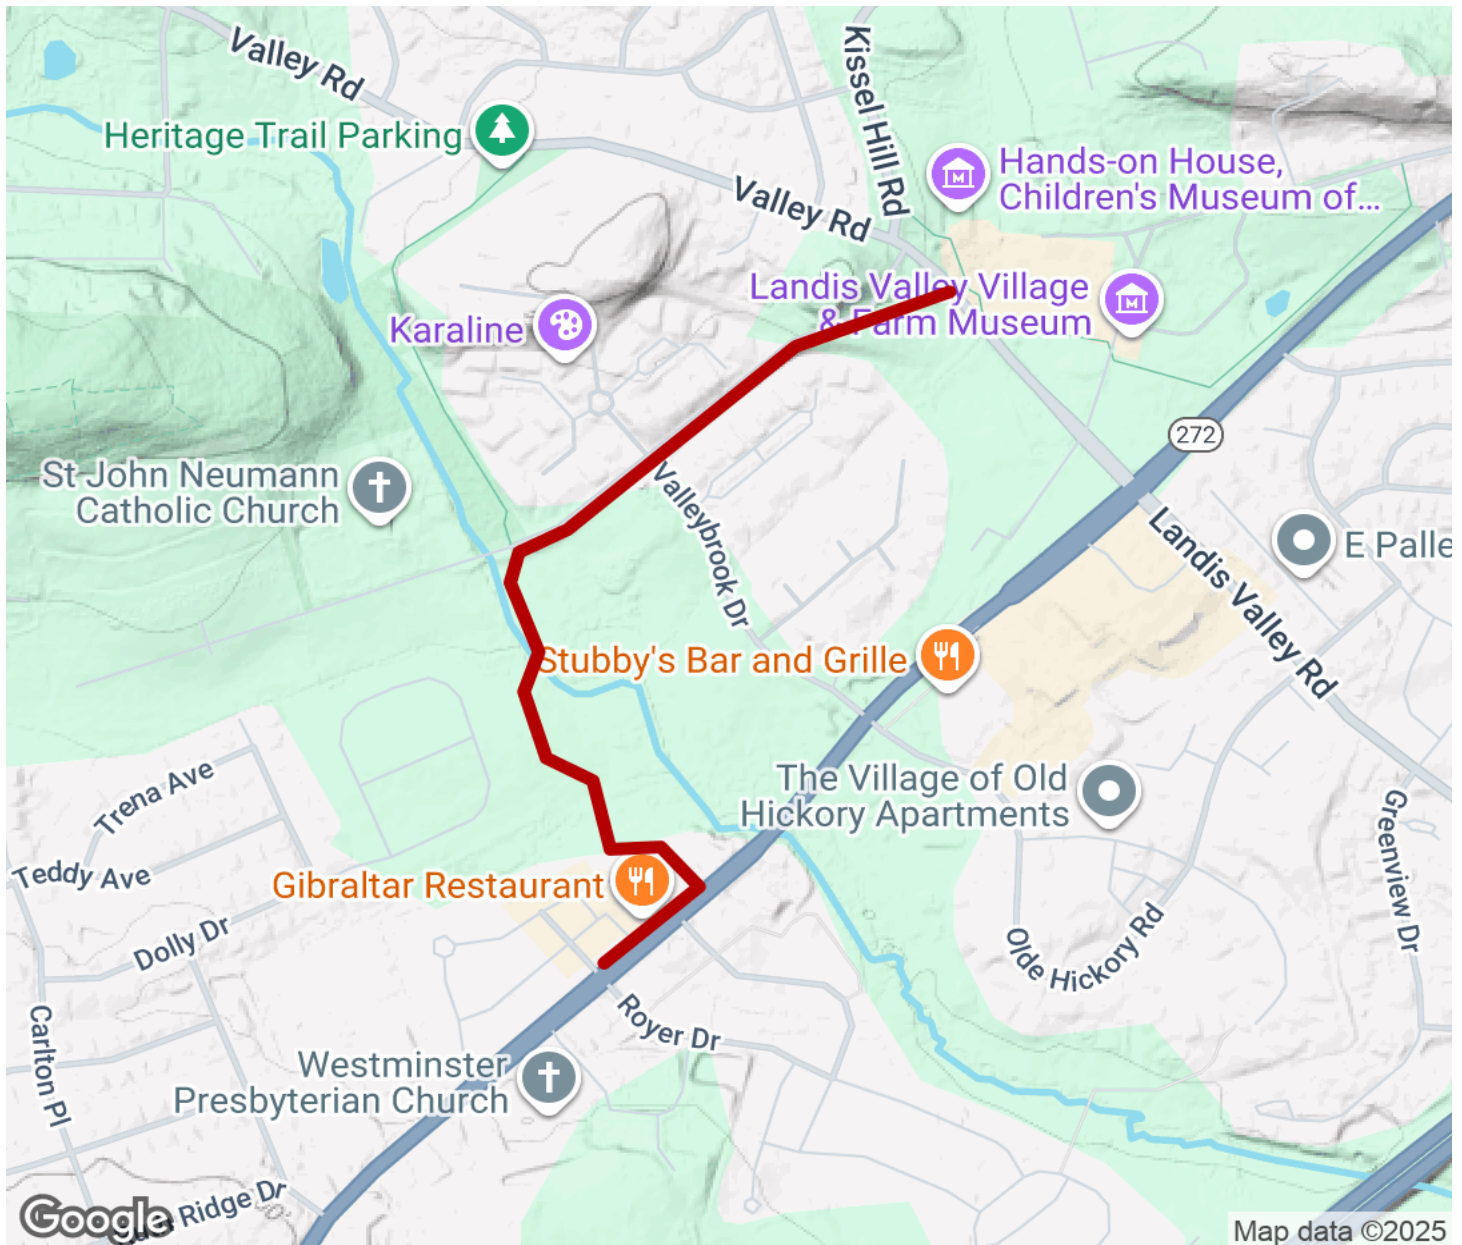 Valley Rd
Kissel Hill Rd
Heritage Trail Parking
Hands-on House,
Children's Museum of...
Valley Rd
Landis Valley Village
& Farm Museum
Karaline
272
St John Neumann
Catholic Church
Valleybrook Dr
Landis Valley Rd
E Palle
Stubby's Bar and Grille
Trena Ave
The Village of Old
Hickory Apartments
Greenview Dr
Teddy Ave
Gibraltar Restaurant
Dolly Dr
Olde Hickory Rd
Carlton Pl
Royer Dr
Westminster
Presbyterian Church
Ridge Dr
Google
Map data ©2025